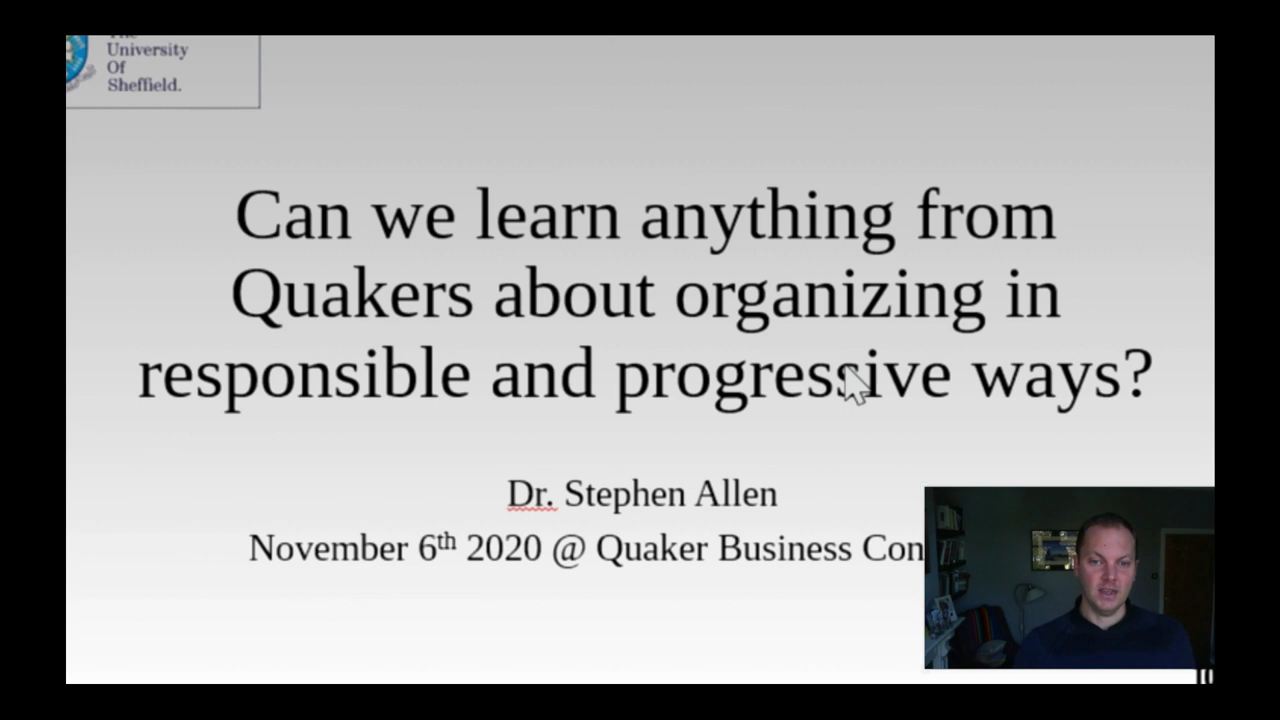 University
Of
Sheffield.
Can we learn anything from
Quakers about organizing in
responsible and progressive ways?
Dr. Stephen Allen
November 6th 2020 @ Quaker Business Con